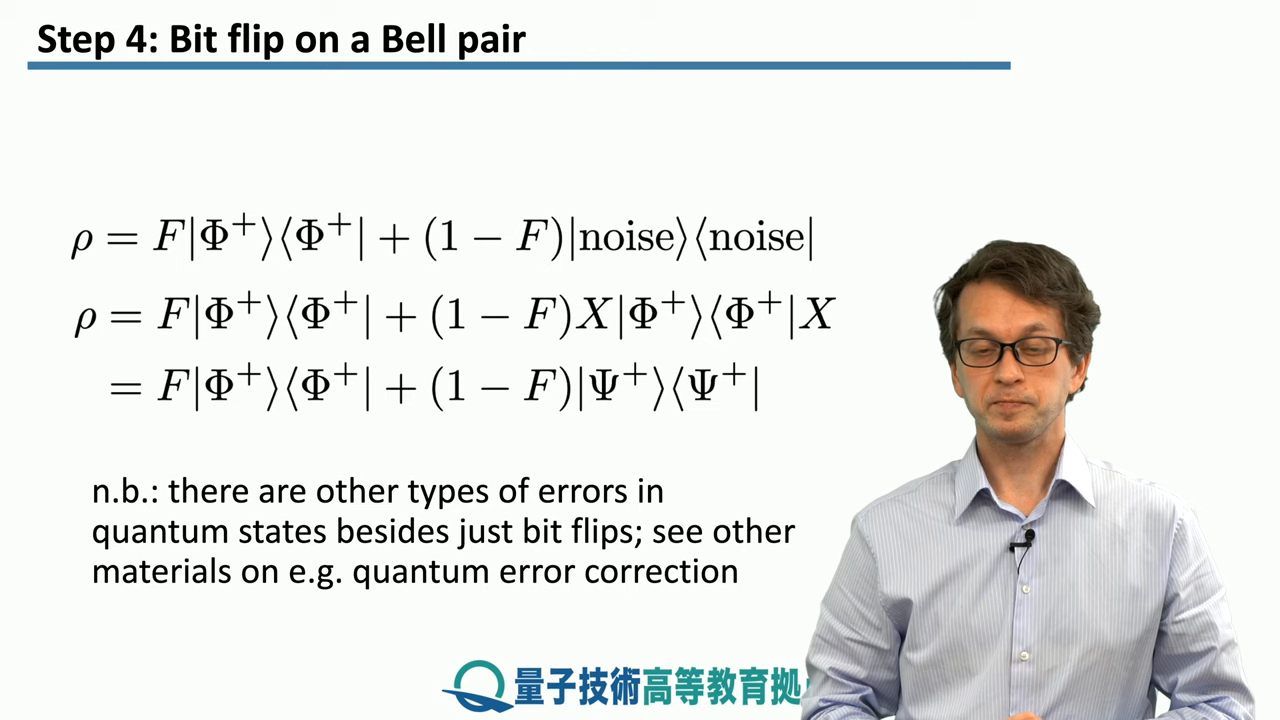 Step 4: Bit flip on a Bell pair
ρ = F|Φ⁺⟩⟨Φ⁺| + (1 − F)|noise⟩⟨noise|
ρ = F|Φ⁺⟩⟨Φ⁺| + (1 − F)X|Φ⁺⟩⟨Φ⁺|X
= F|Φ⁺⟩⟨Φ⁺| + (1 − F)|Ψ⁺⟩⟨Ψ⁺|
n.b.: there are other types of errors in
quantum states besides just bit flips; see other
materials on e.g. quantum error correction
量子技術高等教育拠